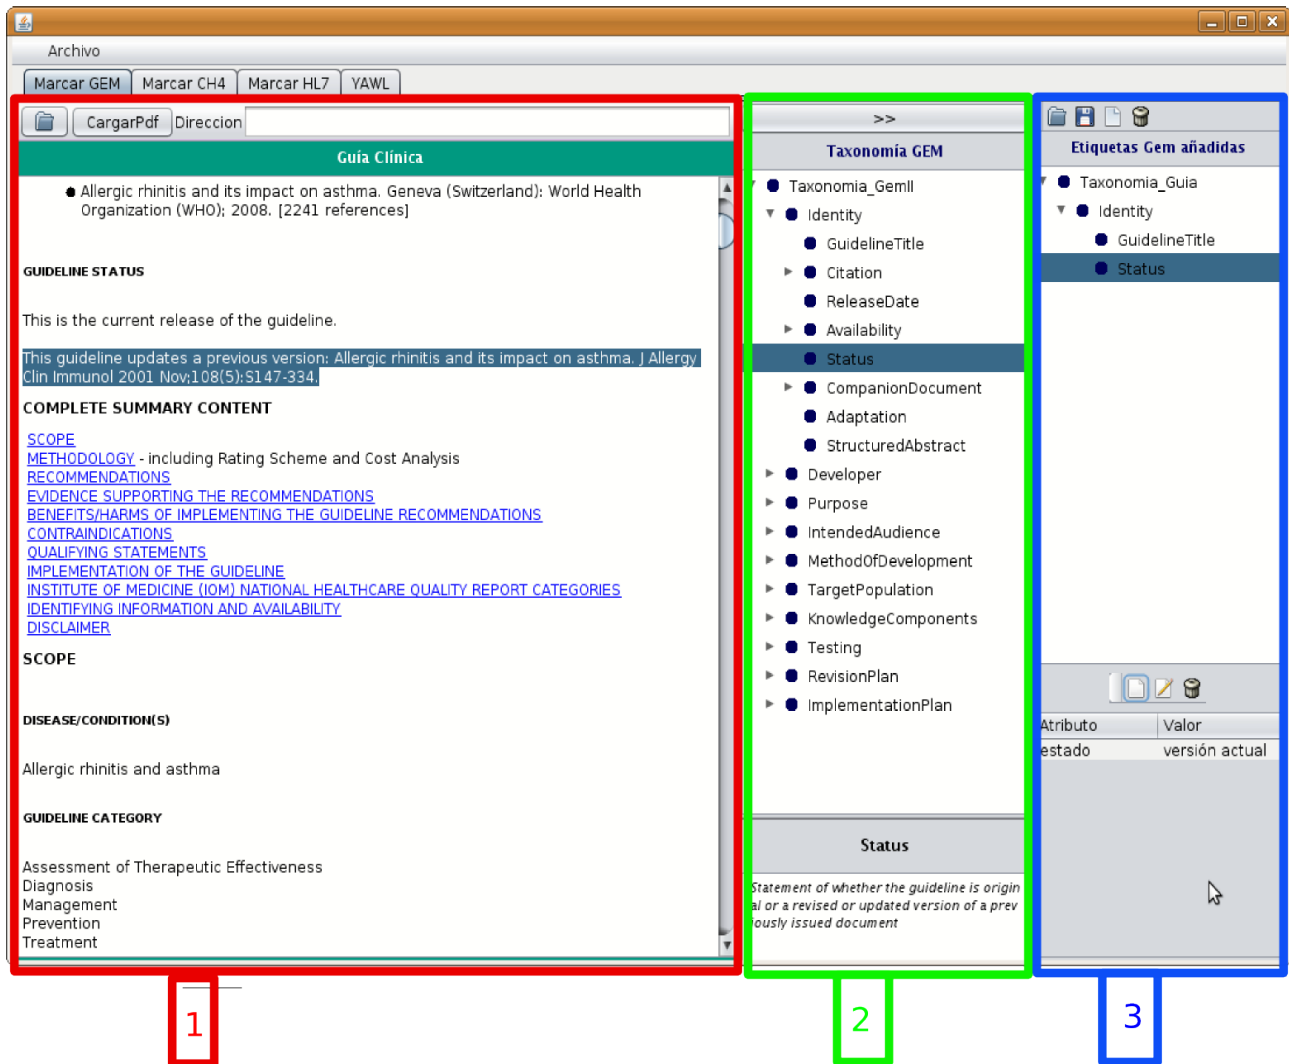 Archivo
Marcar GEM
Marcar CH4
Marcar HL7
YAWL
CargarPdf
Direccion
Guía Clínica
Allergic rhinitis and its impact on asthma. Geneva (Switzerland): World Health
Organization (WHO); 2008. [2241 references]
GUIDELINE STATUS
This is the current release of the guideline.
This guideline updates a previous version: Allergic rhinitis and its impact on asthma. J Allergy
Clin Immunol 2001 Nov;108(5):S147-334.
COMPLETE SUMMARY CONTENT
SCOPE
METHODOLOGY - including Rating Scheme and Cost Analysis
RECOMMENDATIONS
EVIDENCE SUPPORTING THE RECOMMENDATIONS
BENEFITS/HARMS OF IMPLEMENTING THE GUIDELINE RECOMMENDATIONS
CONTRAINDICATIONS
QUALIFYING STATEMENTS
IMPLEMENTATION OF THE GUIDELINE
INSTITUTE OF MEDICINE (IOM) NATIONAL HEALTHCARE QUALITY REPORT CATEGORIES
IDENTIFYING INFORMATION AND AVAILABILITY
DISCLAIMER
SCOPE
DISEASE/CONDITION(S)
Allergic rhinitis and asthma
GUIDELINE CATEGORY
Assessment of Therapeutic Effectiveness
Diagnosis
Management
Prevention
Treatment
>>
Taxonomía GEM
Taxonomia_GemII
Identity
GuidelineTitle
Citation
ReleaseDate
Availability
Status
CompanionDocument
Adaptation
StructuredAbstract
Developer
Purpose
IntendedAudience
MethodOfDevelopment
TargetPopulation
KnowledgeComponents
Testing
RevisionPlan
ImplementationPlan
Status
Statement of whether the guideline is origin
al or a revised or updated version of a prev
iously issued document
Etiquetas Gem añadidas
Taxonomia_Guia
Identity
GuidelineTitle
Status
Atributo Valor
estado versión actual
1
2
3